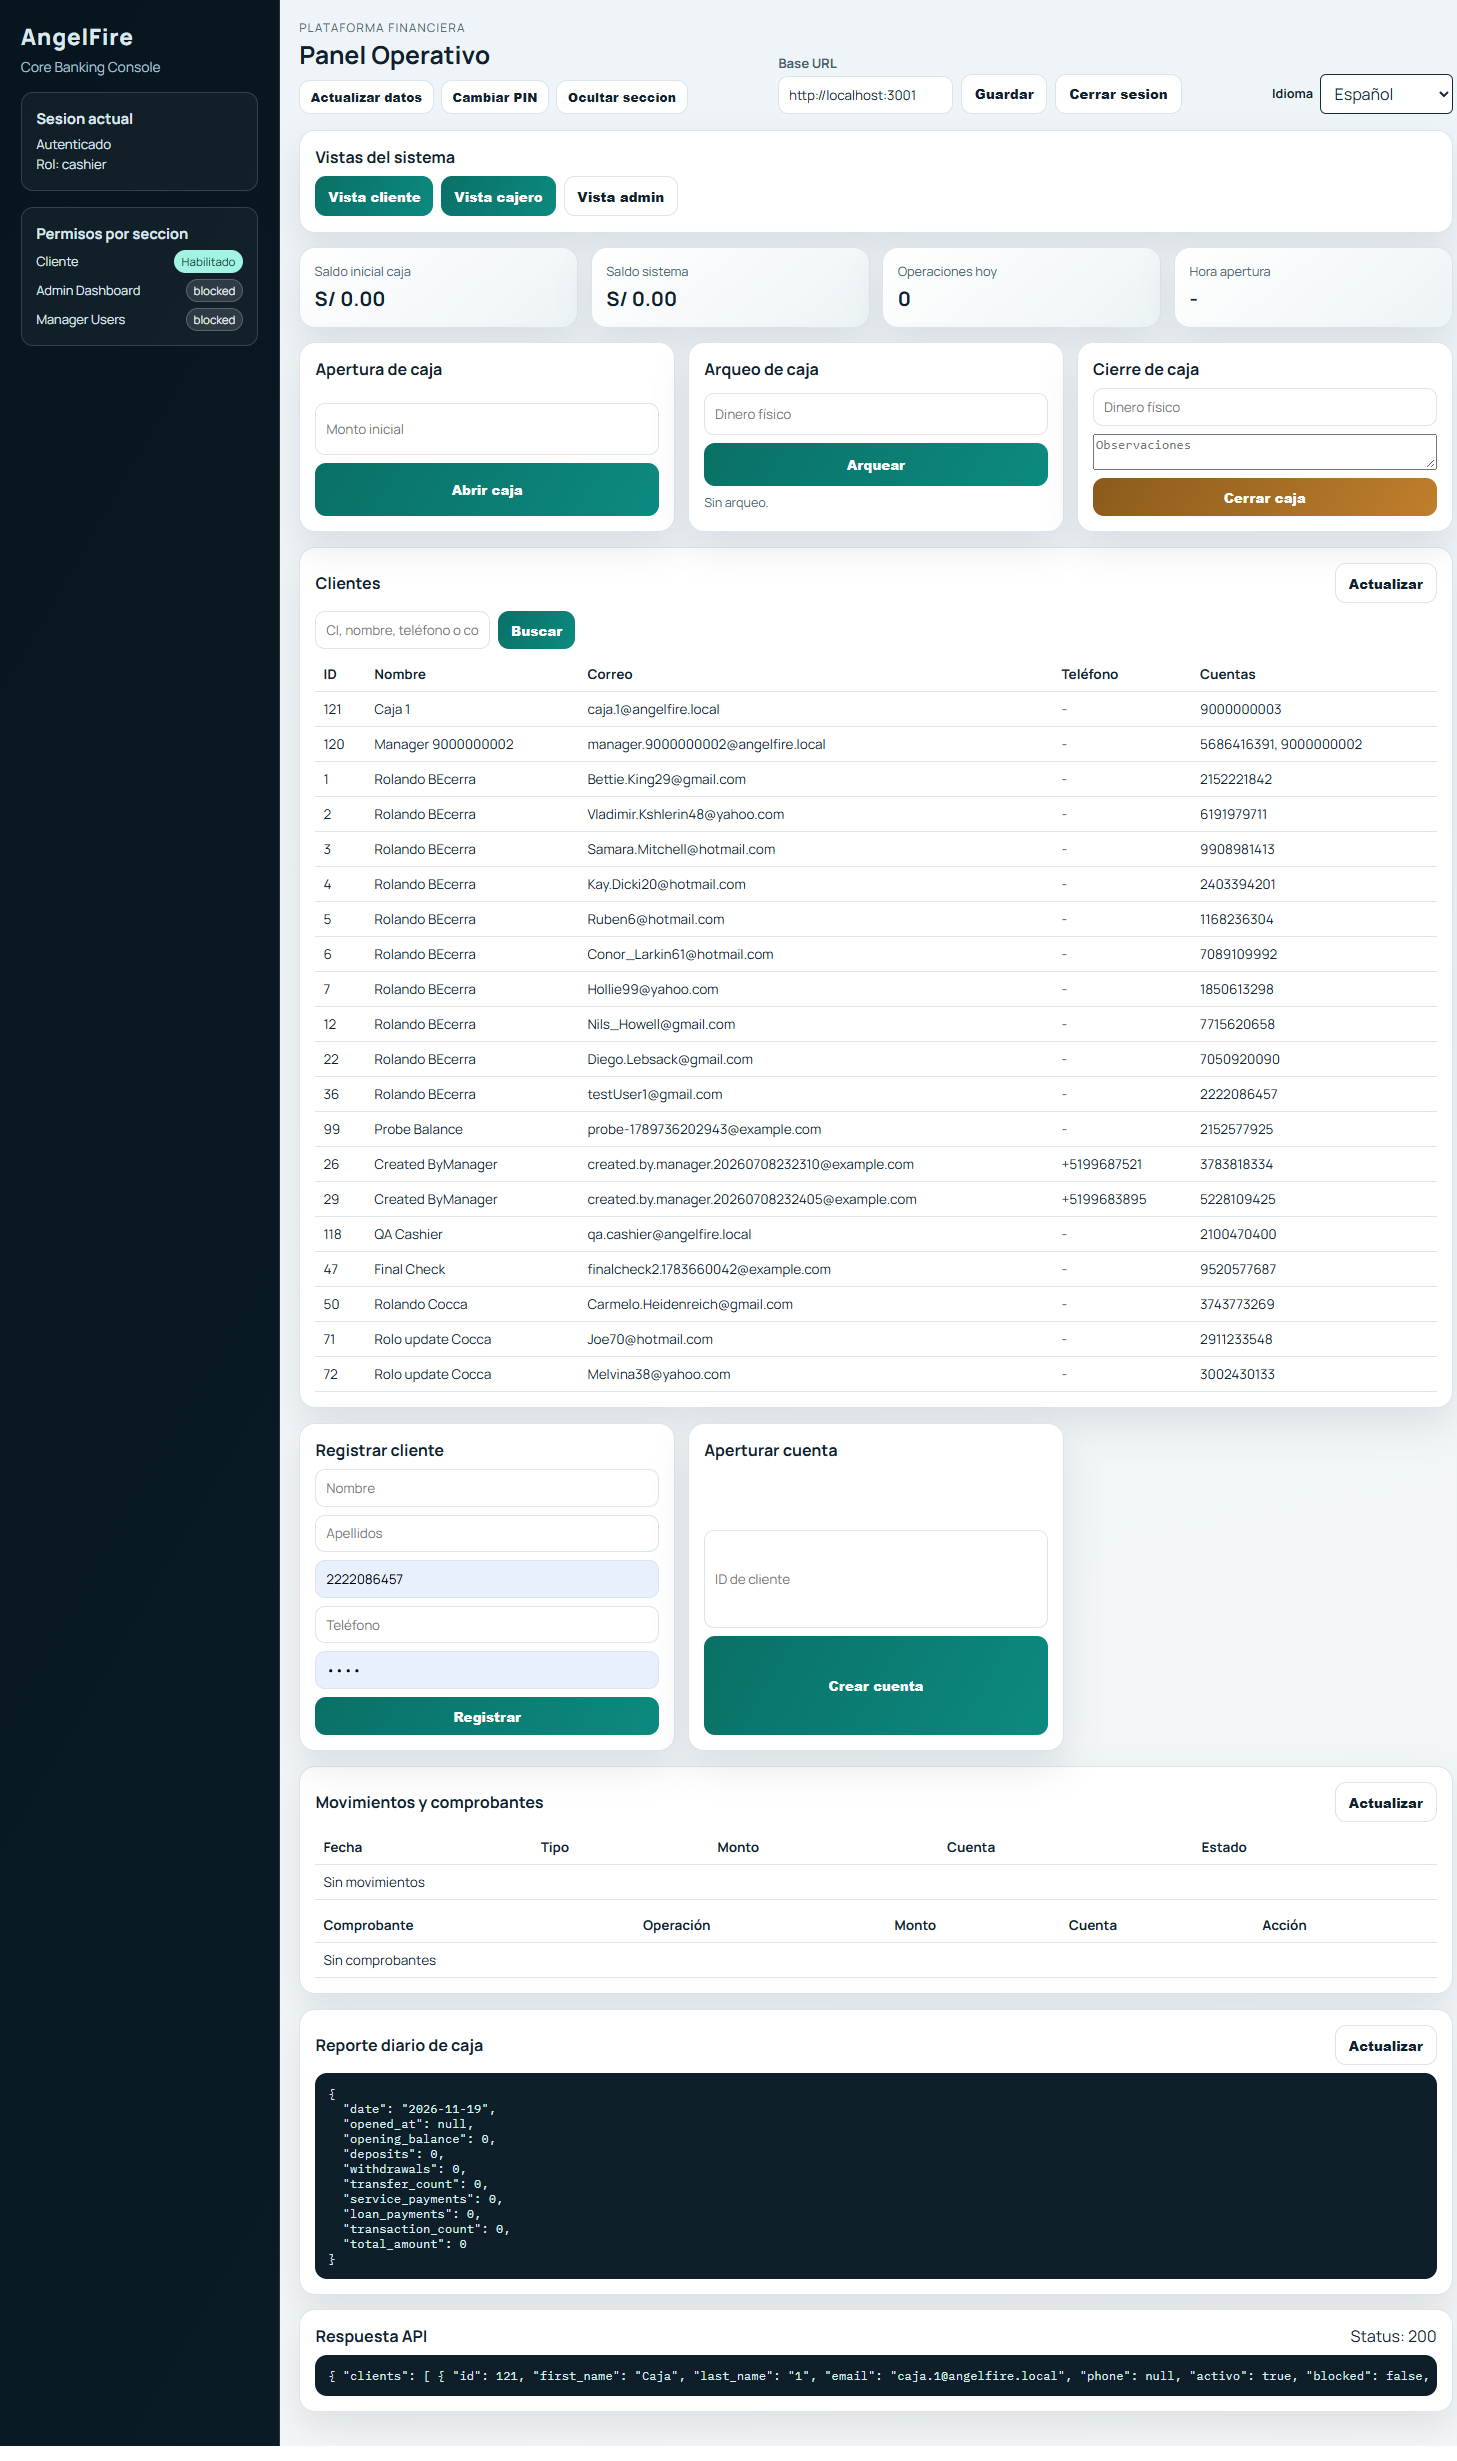 AngelFire
Core Banking Console
Sesion actual
Autenticado
Rol: cashier
Permisos por seccion
Cliente Habilitado
Admin Dashboard blocked
Manager Users blocked
PLATAFORMA FINANCIERA
Panel Operativo
Actualizar datos Cambiar PIN Ocultar seccion
Base URL
http://localhost:3001 Guardar Cerrar sesion
Idioma Español
Vistas del sistema
Vista cliente Vista cajero Vista admin
Saldo inicial caja
S/ 0.00
Saldo sistema
S/ 0.00
Operaciones hoy
0
Hora apertura
-
Apertura de caja
Monto inicial
Abrir caja
Arqueo de caja
Dinero físico
Arquear
Sin arqueo.
Cierre de caja
Dinero físico
Observaciones
Cerrar caja
Clientes Actualizar
CI, nombre, teléfono o co Buscar
ID Nombre Correo Teléfono Cuentas
121 Caja 1 caja.1@angelfire.local - 9000000003
120 Manager 9000000002 manager.9000000002@angelfire.local - 5686416391, 9000000002
1 Rolando BEcerra Bettie.King29@gmail.com - 2152221842
2 Rolando BEcerra Vladimir.Kshlerin48@yahoo.com - 6191979711
3 Rolando BEcerra Samara.Mitchell@hotmail.com - 9908981413
4 Rolando BEcerra Kay.Dicki20@hotmail.com - 2403394201
5 Rolando BEcerra Ruben6@hotmail.com - 1168236304
6 Rolando BEcerra Conor_Larkin61@hotmail.com - 7089109992
7 Rolando BEcerra Hollie99@yahoo.com - 1850613298
12 Rolando BEcerra Nils_Howell@gmail.com - 7715620658
22 Rolando BEcerra Diego.Lebsack@gmail.com - 7050920090
36 Rolando BEcerra testUser1@gmail.com - 2222086457
99 Probe Balance probe-1789736202943@example.com - 2152577925
26 Created ByManager created.by.manager.20260708232310@example.com +5199687521 3783818334
29 Created ByManager created.by.manager.20260708232405@example.com +5199683895 5228109425
118 QA Cashier qa.cashier@angelfire.local - 2100470400
47 Final Check finalcheck2.1783660042@example.com - 9520577687
50 Rolando Cocca Carmelo.Heidenreich@gmail.com - 3743773269
71 Rolo update Cocca Joe70@hotmail.com - 2911233548
72 Rolo update Cocca Melvina38@yahoo.com - 3002430133
Registrar cliente
Nombre
Apellidos
2222086457
Teléfono
••••
Registrar
Aperturar cuenta
ID de cliente
Crear cuenta
Movimientos y comprobantes Actualizar
Fecha Tipo Monto Cuenta Estado
Sin movimientos
Comprobante Operación Monto Cuenta Acción
Sin comprobantes
Reporte diario de caja Actualizar
{
"date": "2026-11-19",
"opened_at": null,
"opening_balance": 0,
"deposits": 0,
"withdrawals": 0,
"transfer_count": 0,
"service_payments": 0,
"loan_payments": 0,
"transaction_count": 0,
"total_amount": 0
}
Respuesta API Status: 200
{ "clients": [ { "id": 121, "first_name": "Caja", "last_name": "1", "email": "caja.1@angelfire.local", "phone": null, "activo": true, "blocked": false,